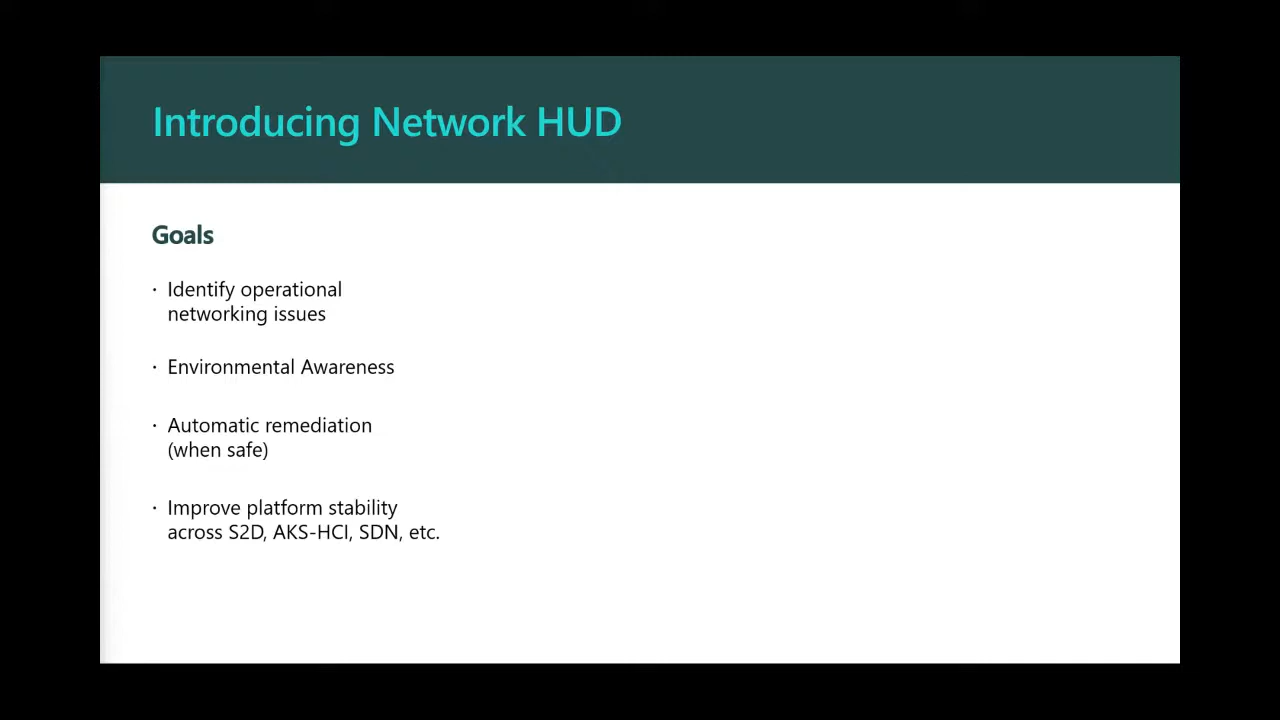 Introducing Network HUD
Goals
· Identify operational
networking issues
· Environmental Awareness
· Automatic remediation
(when safe)
· Improve platform stability
across S2D, AKS-HCI, SDN, etc.